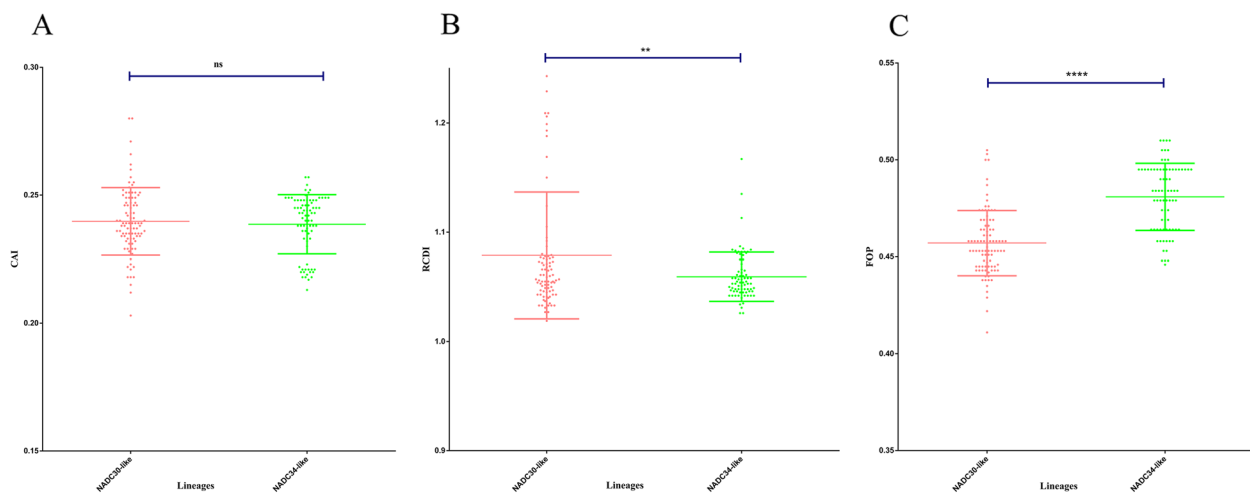 A
CAI
0.30
0.25
0.20
0.15
ns
NADC30-like
NADC34-like
Lineages
B
RCDI
1.2
1.1
1.0
0.9
**
NADC30-like
NADC34-like
Lineages
C
FOP
0.55
0.50
0.45
0.40
0.35
****
NADC30-like
NADC34-like
Lineages